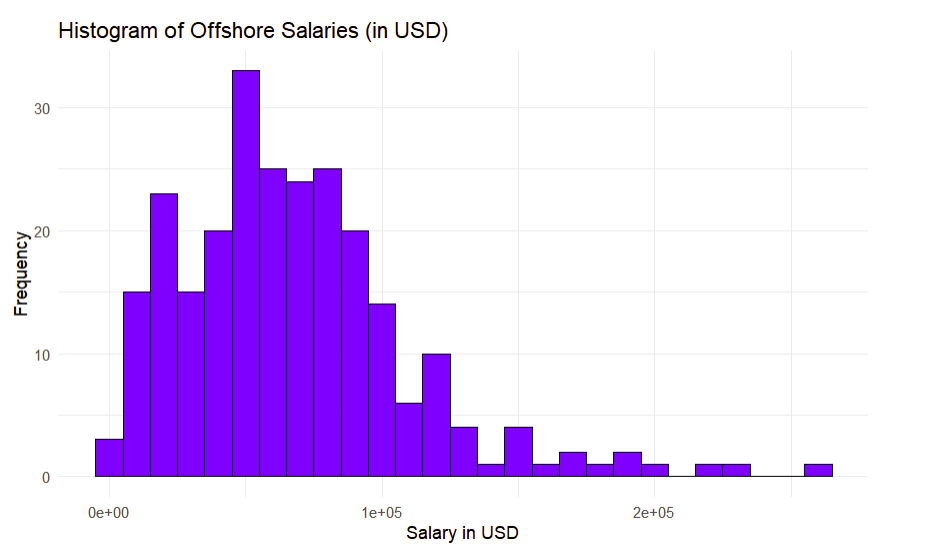 Histogram of Offshore Salaries (in USD)
30
20
10
0
Frequency
0e+00 1e+05 2e+05
Salary in USD